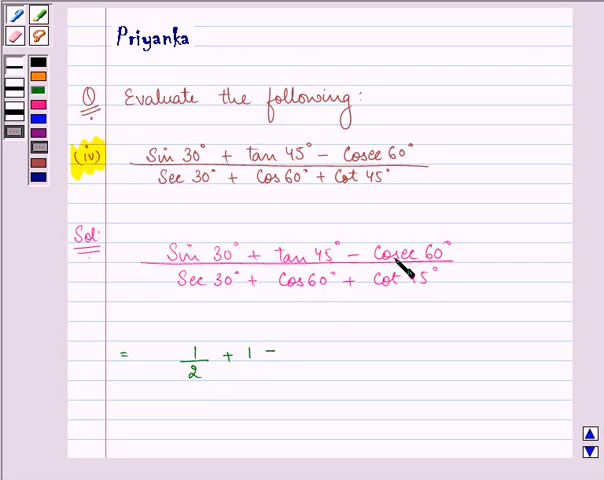 Priyanka
Q Evaluate the following:
(iv) Sin 30° + tan 45° - Cosec 60°
Sec 30° + Cos 60° + Cot 45°
Sol:
Sin 30° + tan 45° - Cosec 60°
Sec 30° + Cos 60° + Cot 45°
= 1/2 + 1 -